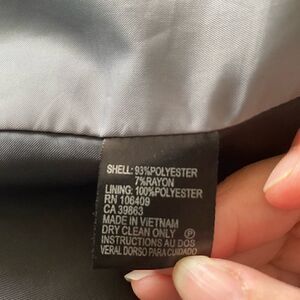 SHELL: 93%POLYESTER
7%RAYON
LINING: 100%POLYESTER
RN 106409
CA 39863
MADE IN VIETNAM
DRY CLEAN ONLY Ⓟ
INSTRUCTIONS AU DOS
VERAL DORSO PARA CUIDADO